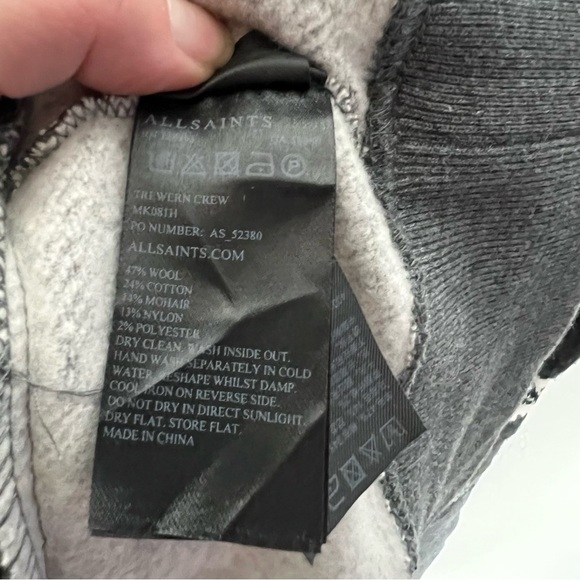 ALLSAINTS
TREWERN CREW
MK081H
PO NUMBER: AS_52380
ALLSAINTS.COM
47% WOOL
24% COTTON
14% MOHAIR
13% NYLON
2% POLYESTER
DRY CLEAN. WASH INSIDE OUT.
HAND WASH SEPARATELY IN COLD
WATER. RESHAPE WHILST DAMP.
COOL IRON ON REVERSE SIDE.
DO NOT DRY IN DIRECT SUNLIGHT.
DRY FLAT. STORE FLAT.
MADE IN CHINA